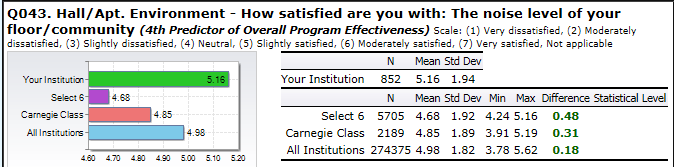 Q043. Hall/Apt. Environment - How satisfied are you with: The noise level of your
floor/community (4th Predictor of Overall Program Effectiveness) Scale: (1) Very dissatisfied, (2) Moderately
dissatisfied, (3) Slightly dissatisfied, (4) Neutral, (5) Slightly satisfied, (6) Moderately satisfied, (7) Very satisfied, Not applicable
Your Institution 5.16
Select 6 4.68
Carnegie Class 4.85
All Institutions 4.98
4.60 4.70 4.80 4.90 5.00 5.10 5.20
N Mean Std Dev
Your Institution 852 5.16 1.94
N Mean Std Dev Min Max Difference Statistical Level
Select 6 5705 4.68 1.92 4.24 5.16 0.48
Carnegie Class 2189 4.85 1.89 3.91 5.19 0.31
All Institutions 274375 4.98 1.82 3.78 5.62 0.18